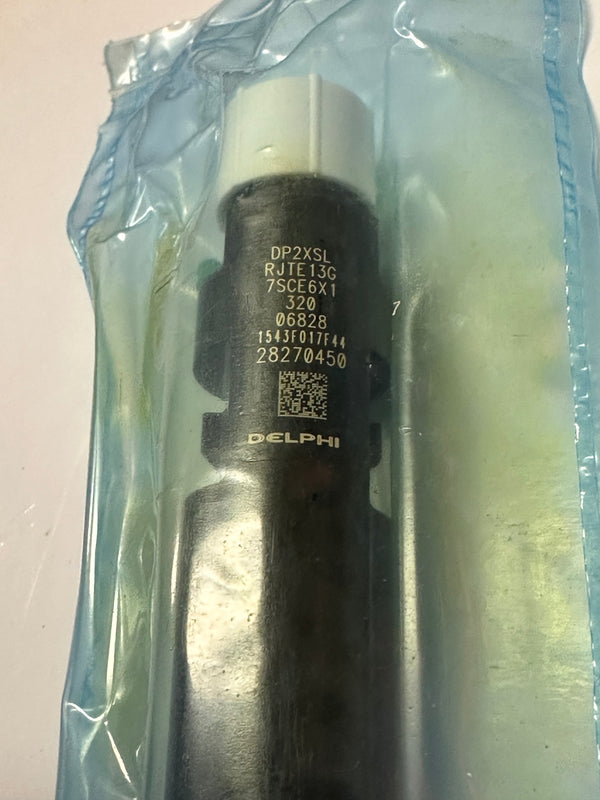 DP2XSL
RJTE13G
7SCE6X1
320
06828
1543F017F44
28270450
DELPHI